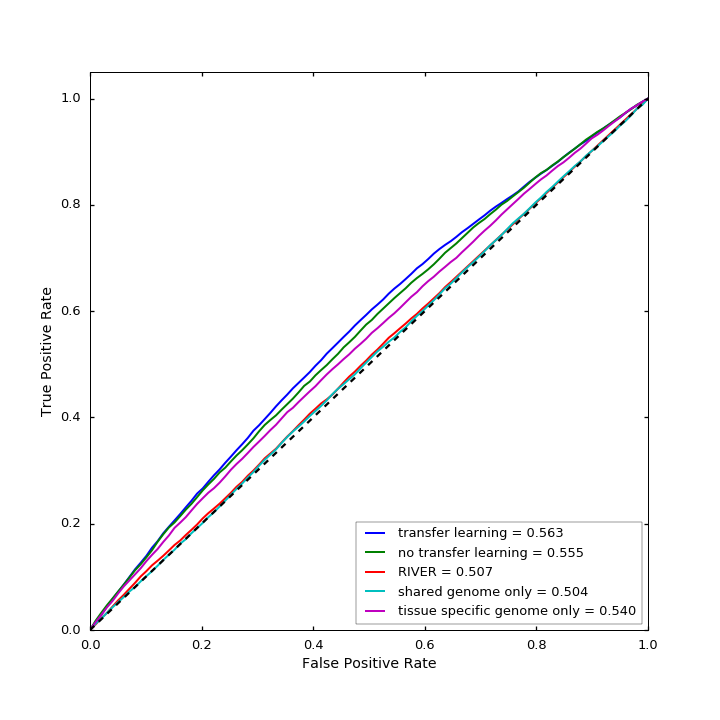 1.0
0.8
0.6
0.4
0.2
0.0
True Positive Rate
transfer learning = 0.563
no transfer learning = 0.555
RIVER = 0.507
shared genome only = 0.504
tissue specific genome only = 0.540
0.0 0.2 0.4 0.6 0.8 1.0
False Positive Rate